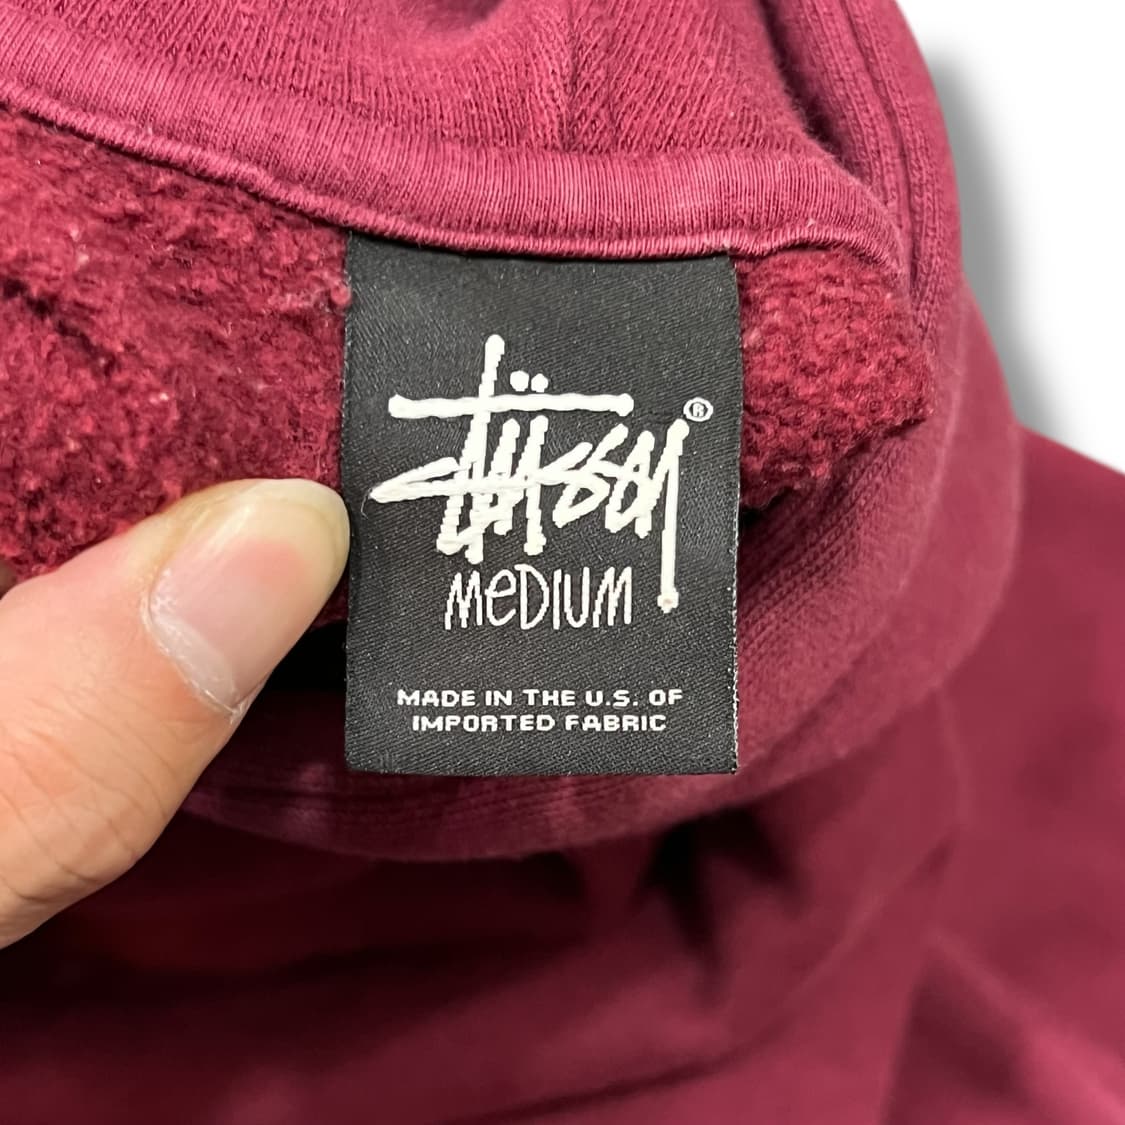 Stüssy®
MeDIUM
MADE IN THE U.S. OF
IMPORTED FABRIC